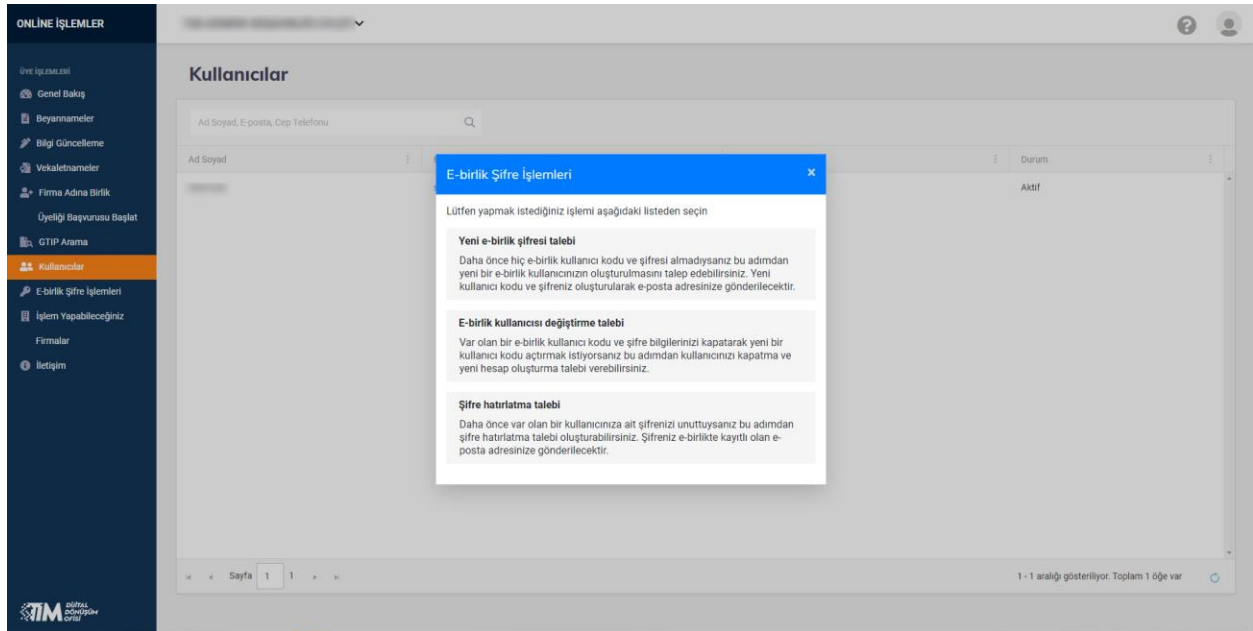 ONLİNE İŞLEMLER
ÜYE İŞLEMLERİ
Genel Bakış
Beyannameler
Bilgi Güncelleme
Vekaletnameler
Firma Adına Birlik
Üyeliği Başvurusu Başlat
GTIP Arama
Kullanıcılar
E-birlik Şifre İşlemleri
İşlem Yapabileceğiniz
Firmalar
İletişim
TİM DİJİTAL
DÖNÜŞÜM
OFİSİ
Kullanıcılar
Ad Soyad, E-posta, Cep Telefonu
Ad Soyad
Durum
Aktif
E-birlik Şifre İşlemleri
×
Lütfen yapmak istediğiniz işlemi aşağıdaki listeden seçin
Yeni e-birlik şifresi talebi
Daha önce hiç e-birlik kullanıcı kodu ve şifresi almadıysanız bu adımdan
yeni bir e-birlik kullanıcınızın oluşturulmasını talep edebilirsiniz. Yeni
kullanıcı kodu ve şifreniz oluşturularak e-posta adresinize gönderilecektir.
E-birlik kullanıcısı değiştirme talebi
Var olan bir e-birlik kullanıcı kodu ve şifre bilgilerinizi kapatarak yeni bir
kullanıcı kodu açtırmak istiyorsanız bu adımdan kullanıcınızı kapatma ve
yeni hesap oluşturma talebi verebilirsiniz.
Şifre hatırlatma talebi
Daha önce var olan bir kullanıcınıza ait şifrenizi unuttuysanız bu adımdan
şifre hatırlatma talebi oluşturabilirsiniz. Şifreniz e-birlikte kayıtlı olan e-
posta adresinize gönderilecektir.
Sayfa 1 1
1 - 1 aralığı gösteriliyor. Toplam 1 öğe var